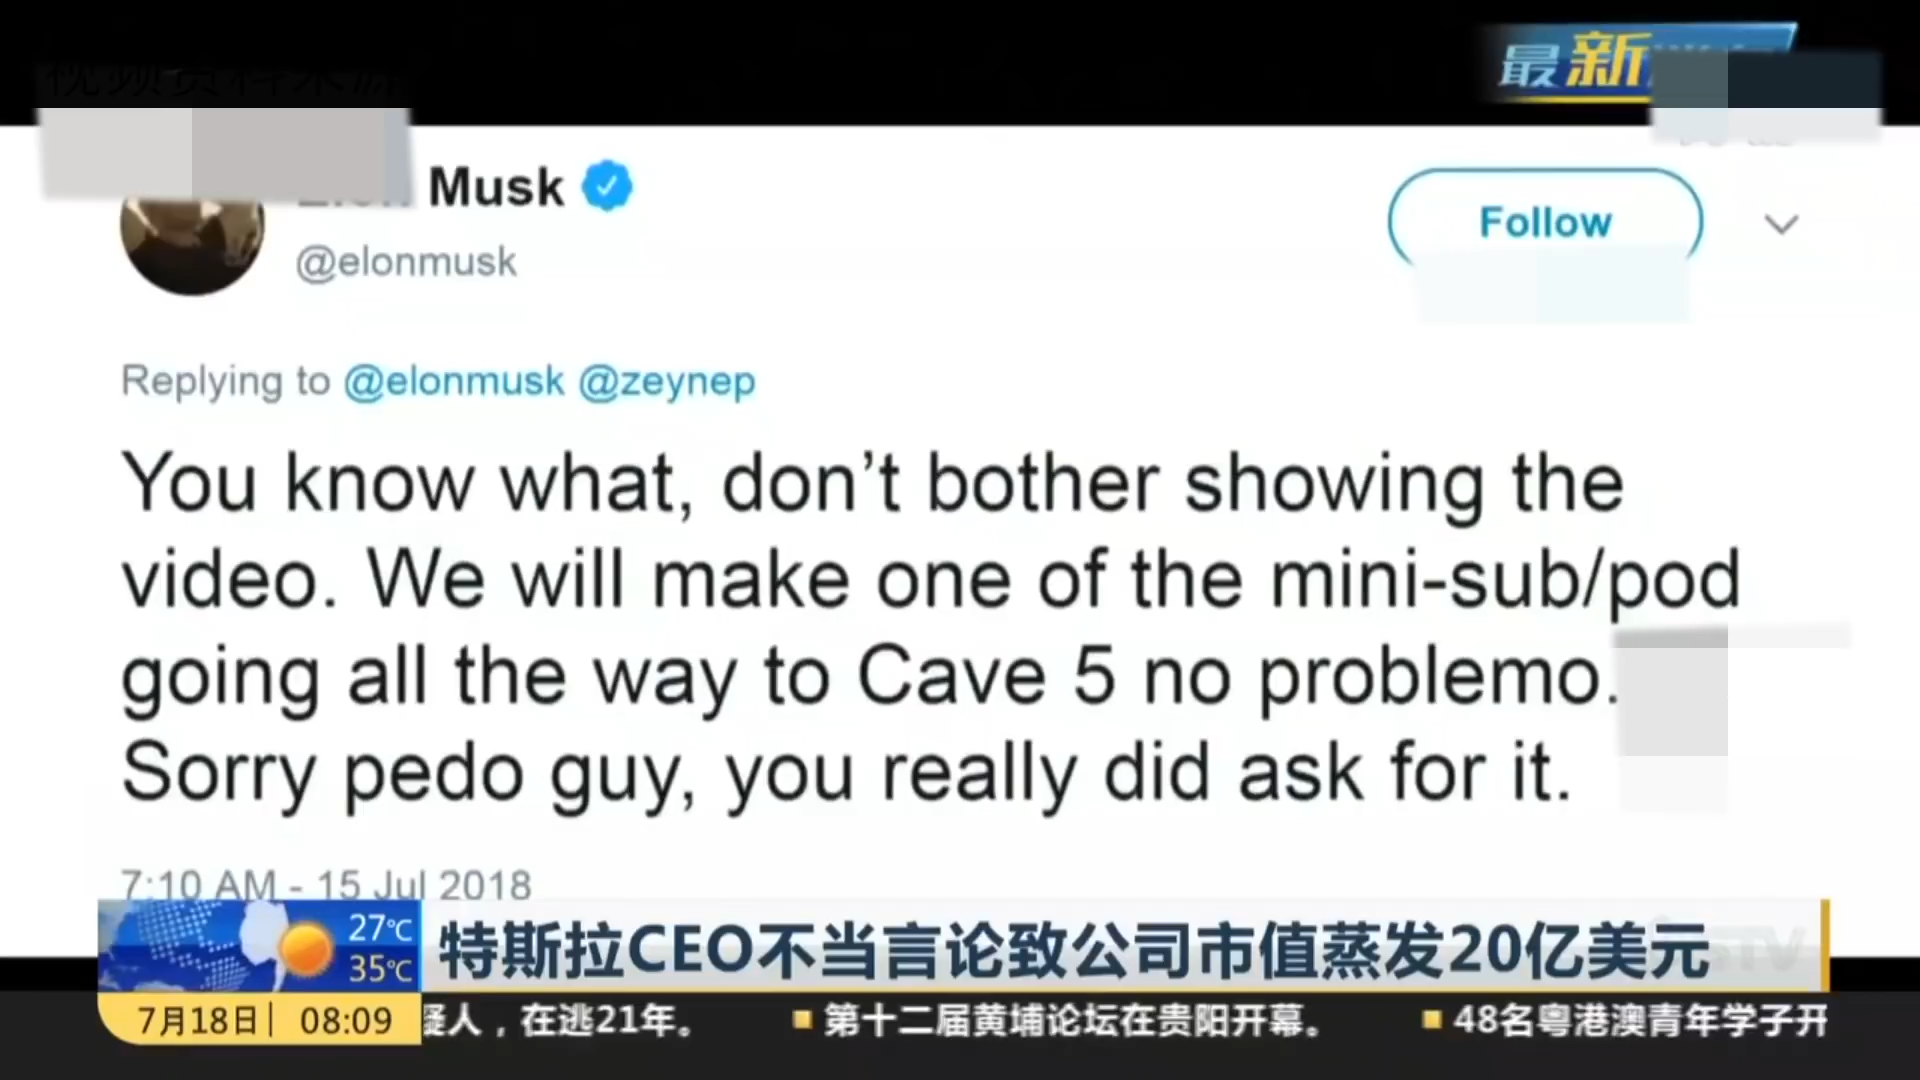 最新
Musk
Follow
@elonmusk
Replying to @elonmusk @zeynep
You know what, don’t bother showing the
video. We will make one of the mini-sub/pod
going all the way to Cave 5 no problemo.
Sorry pedo guy, you really did ask for it.
7:10 AM - 15 Jul 2018
27℃
35℃
特斯拉CEO不当言论致公司市值蒸发20亿美元
7月18日 08:09
疑人，在逃21年。 第十二届黄埔论坛在贵阳开幕。 48名粤港澳青年学子开